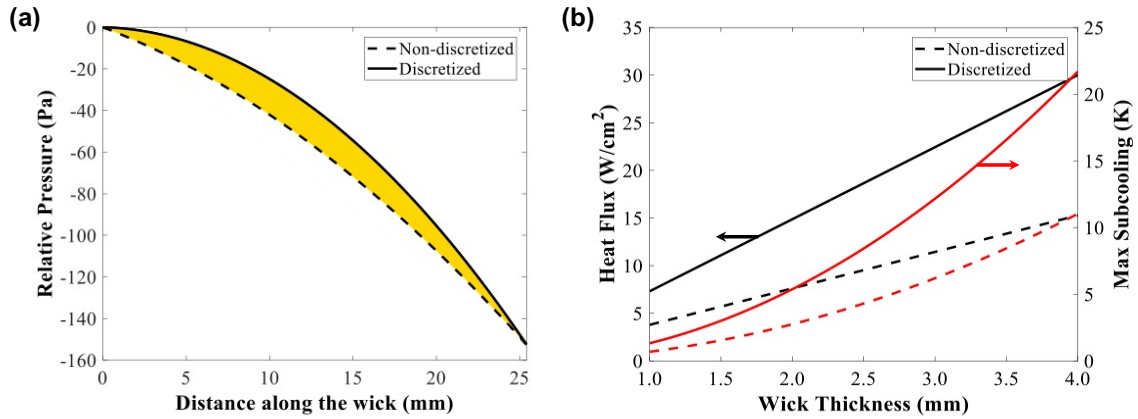 (a)
0
-20
-40
-60
-80
-100
-120
-140
-160
Relative Pressure (Pa)
Non-discretized
Discretized
0 5 10 15 20 25
Distance along the wick (mm)
(b)
35
30
25
20
15
10
5
0
Heat Flux (W/cm²)
Non-discretized
Discretized
25
20
15
10
5
0
Max Subcooling (K)
1.0 1.5 2.0 2.5 3.0 3.5 4.0
Wick Thickness (mm)